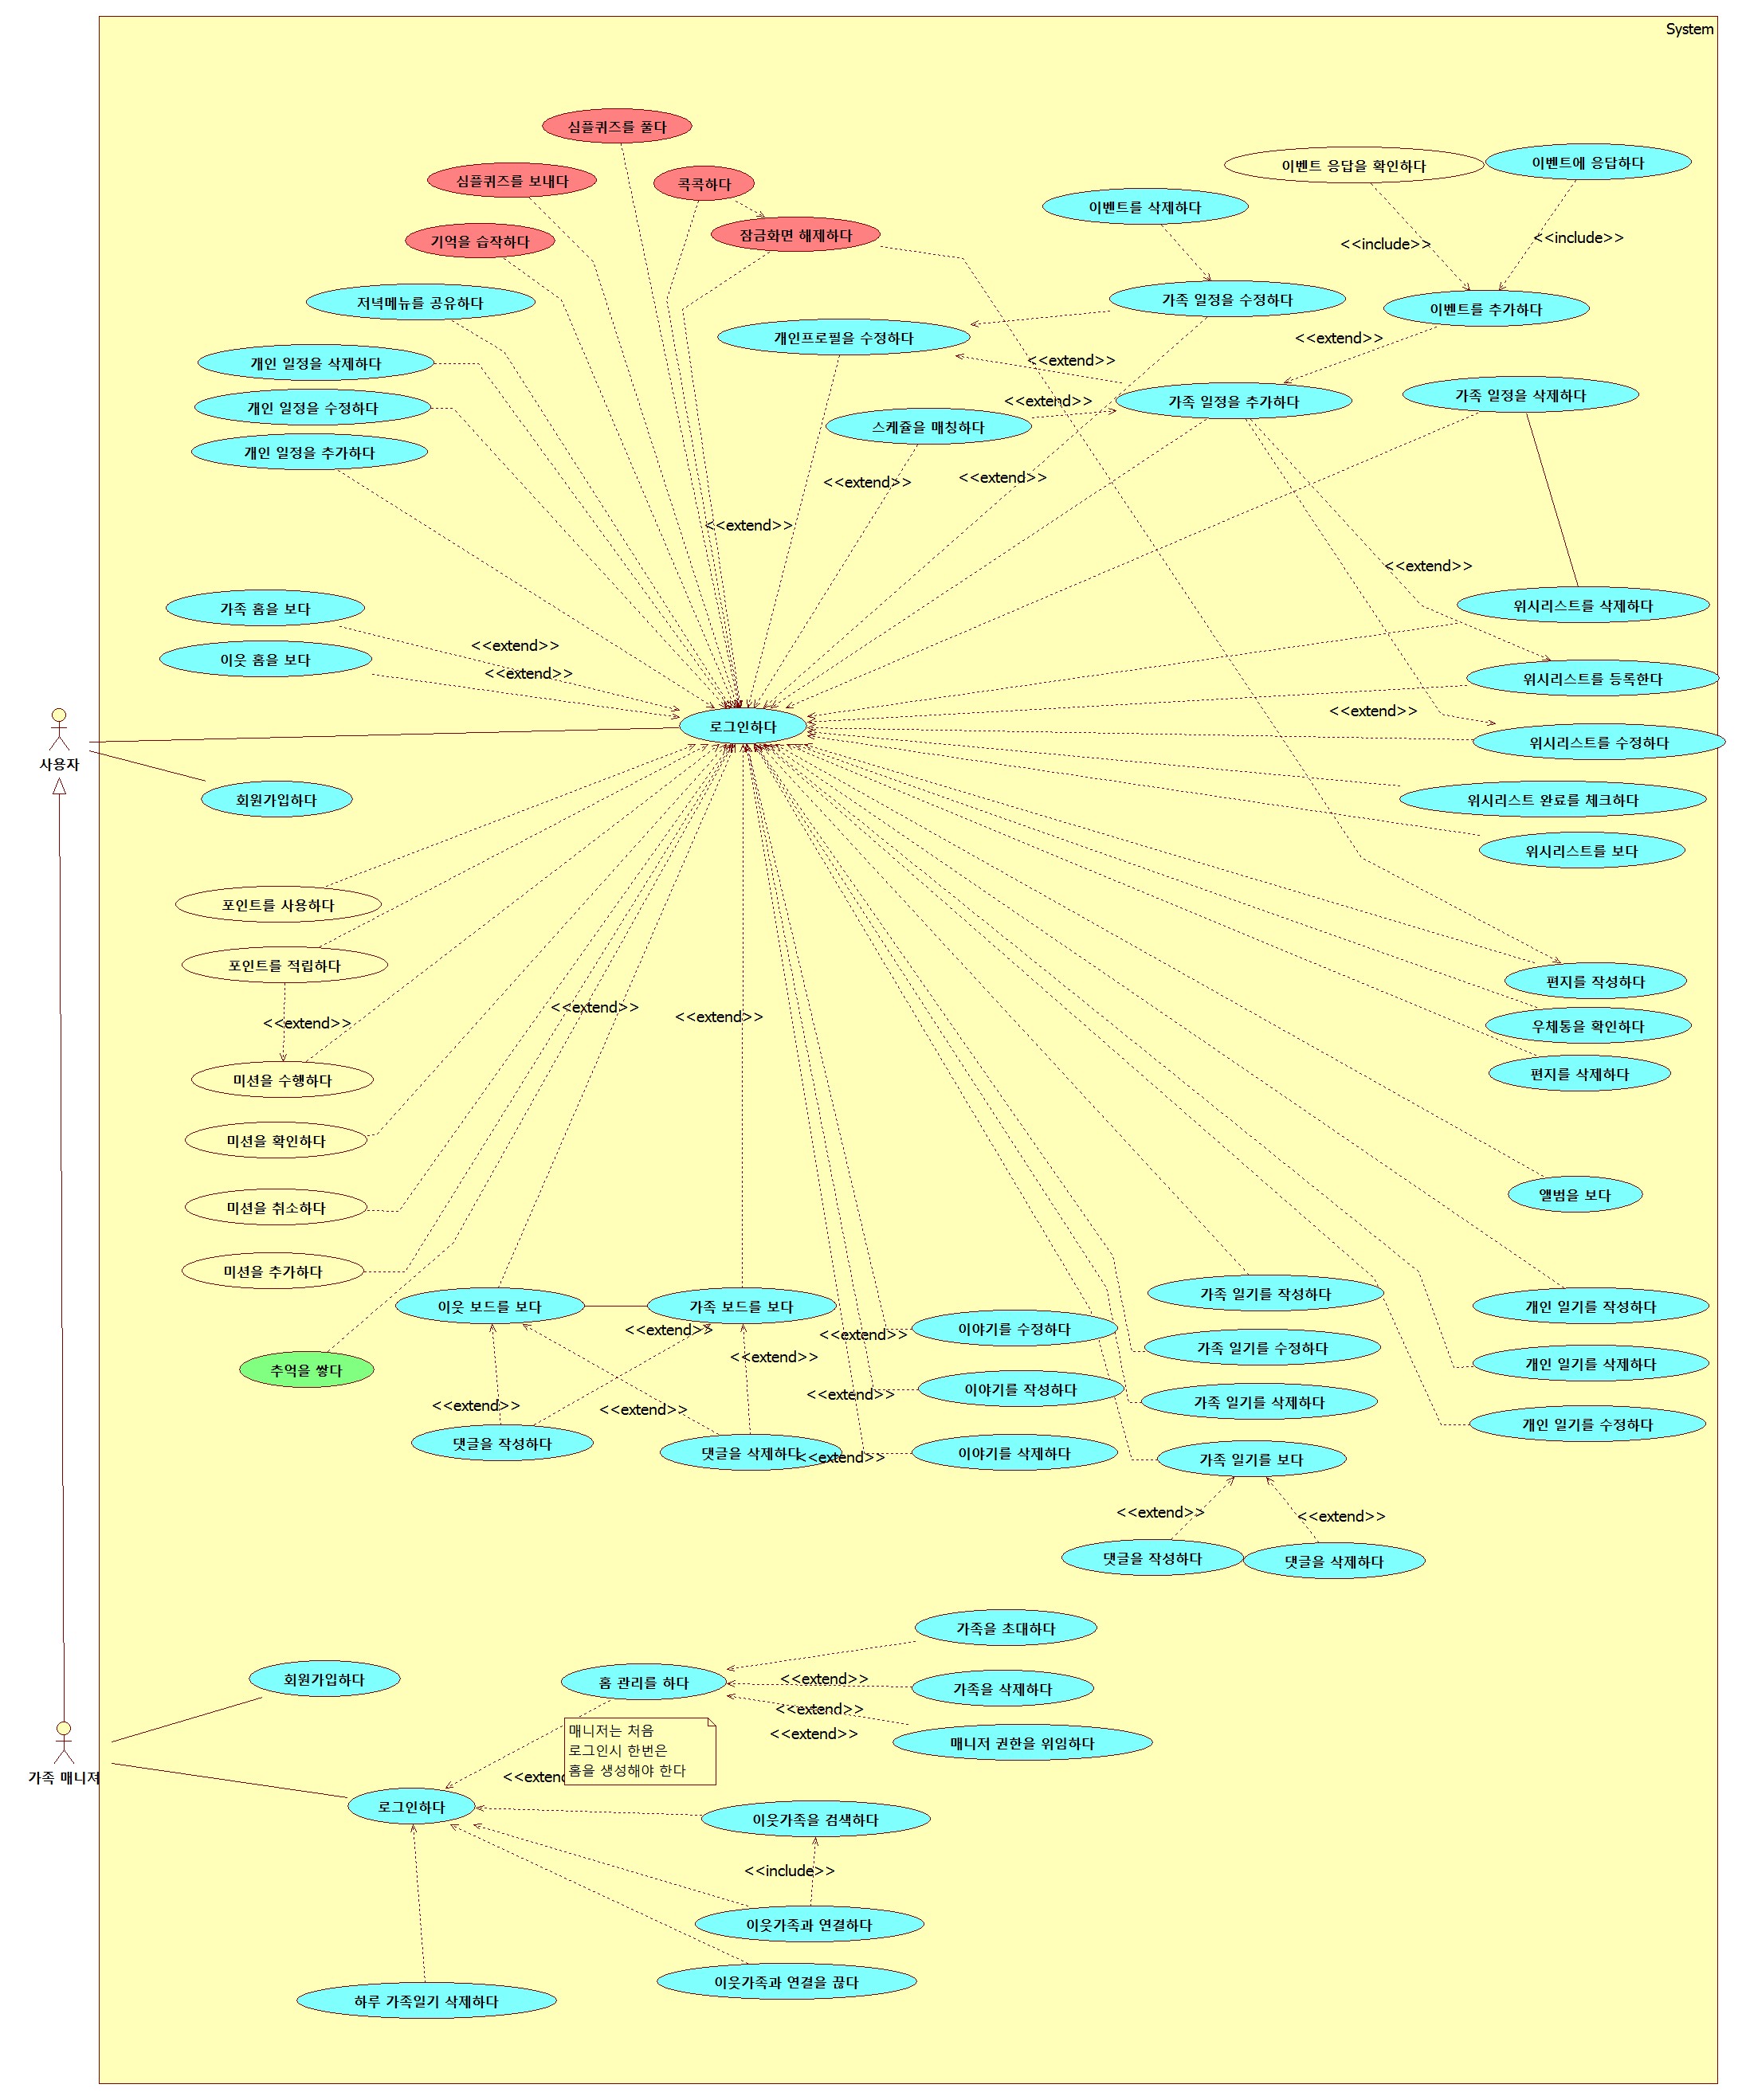 System
심플퀴즈를 풀다
이벤트 응답을 확인하다
이벤트에 응답하다
심플퀴즈를 보내다
콕콕하다
이벤트를 삭제하다
기억을 습작하다
잠금화면 해제하다
<<include>>
<<include>>
저녁메뉴를 공유하다
가족 일정을 수정하다
이벤트를 추가하다
개인프로필을 수정하다
<<extend>>
개인 일정을 삭제하다
<<extend>>
가족 일정을 삭제하다
개인 일정을 수정하다
<<extend>>
가족 일정을 추가하다
스케쥴을 매칭하다
개인 일정을 추가하다
<<extend>>
<<extend>>
<<extend>>
<<extend>>
가족 홈을 보다
위시리스트를 삭제하다
<<extend>>
이웃 홈을 보다
<<extend>>
위시리스트를 등록한다
<<extend>>
로그인하다
위시리스트를 수정하다
사용자
회원가입하다
위시리스트 완료를 체크하다
위시리스트를 보다
포인트를 사용하다
포인트를 적립하다
편지를 작성하다
<<extend>>
<<extend>>
<<extend>>
우체통을 확인하다
미션을 수행하다
편지를 삭제하다
미션을 확인하다
앨범을 보다
미션을 취소하다
미션을 추가하다
가족 일기를 작성하다
이웃 보드를 보다
가족 보드를 보다
개인 일기를 작성하다
<<extend>>
<<extend>>
이야기를 수정하다
<<extend>>
가족 일기를 수정하다
개인 일기를 삭제하다
추억을 쌓다
<<extend>>
이야기를 작성하다
가족 일기를 삭제하다
<<extend>>
<<extend>>
개인 일기를 수정하다
댓글을 작성하다
댓글을 삭제하다
<<extend>>
이야기를 삭제하다
가족 일기를 보다
<<extend>>
<<extend>>
댓글을 작성하다
댓글을 삭제하다
가족을 초대하다
회원가입하다
홈 관리를 하다
<<extend>>
가족을 삭제하다
<<extend>>
매니저는 처음
로그인시 한번은
홈을 생성해야 한다
<<extend>>
매니저 권한을 위임하다
가족 매니져
<<extend
로그인하다
이웃가족을 검색하다
<<include>>
이웃가족과 연결하다
이웃가족과 연결을 끊다
하루 가족일기 삭제하다